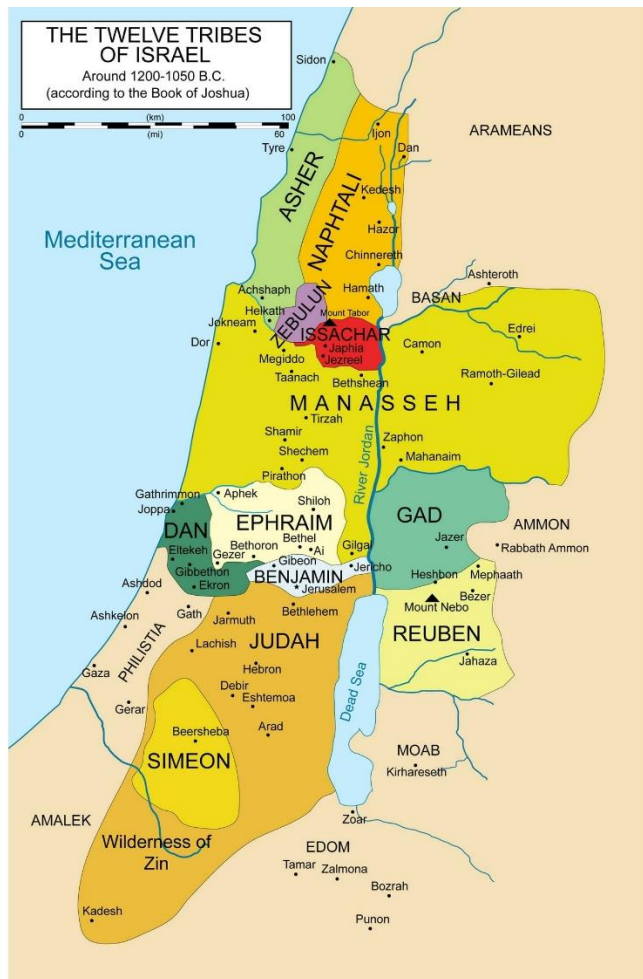 THE TWELVE TRIBES
OF ISRAEL
Around 1200-1050 B.C.
(according to the Book of Joshua)
0 (km) 100
0 (mi) 60
Sidon
Ijon
ARAMEANS
Tyre
Dan
ASHER
Kedesh
NAPHTALI
Hazor
Mediterranean
Sea
Chinnereth
Ashteroth
Achshaph
Hamath
BASAN
Helkath
ZEBULUN
Mount Tabor
Jokneam
Edrei
ISSACHAR
Dor
Japhia
Camon
Megiddo
Jezreel
Taanach
Bethshean
Ramoth-Gilead
MANASSEH
Tirzah
Shamir
Zaphon
Shechem
River Jordan
Mahanaim
Pirathon
Gathrimmon
Aphek
Joppa
Shiloh
DAN
EPHRAIM
GAD
AMMON
Eltekeh
Bethoron
Bethel
Ai
Gilgal
Jazer
Rabbath Ammon
Gezer
Gibeon
Jericho
Gibbethon
BENJAMIN
Heshbon
Mephaath
Ekron
Jerusalem
Ashdod
Mount Nebo
Bezer
Gath
Bethlehem
Ashkelon
Jarmuth
JUDAH
REUBEN
PHILISTIA
Lachish
Jahaza
Gaza
Hebron
Dead Sea
Debir
Eshtemoa
Gerar
Beersheba
Arad
MOAB
SIMEON
Kirhareseth
Zoar
AMALEK
Wilderness of
Zin
EDOM
Tamar
Zalmona
Bozrah
Kadesh
Punon